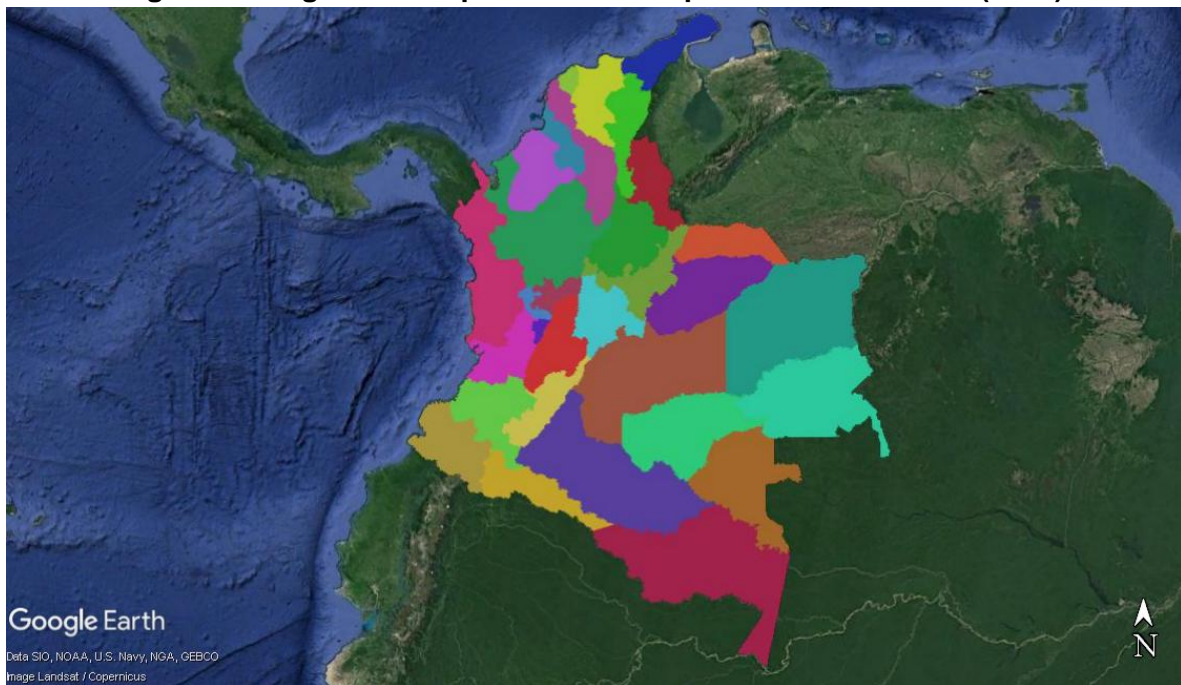 Google Earth
Data SIO, NOAA, U.S. Navy, NGA, GEBCO
Image Landsat / Copernicus
N